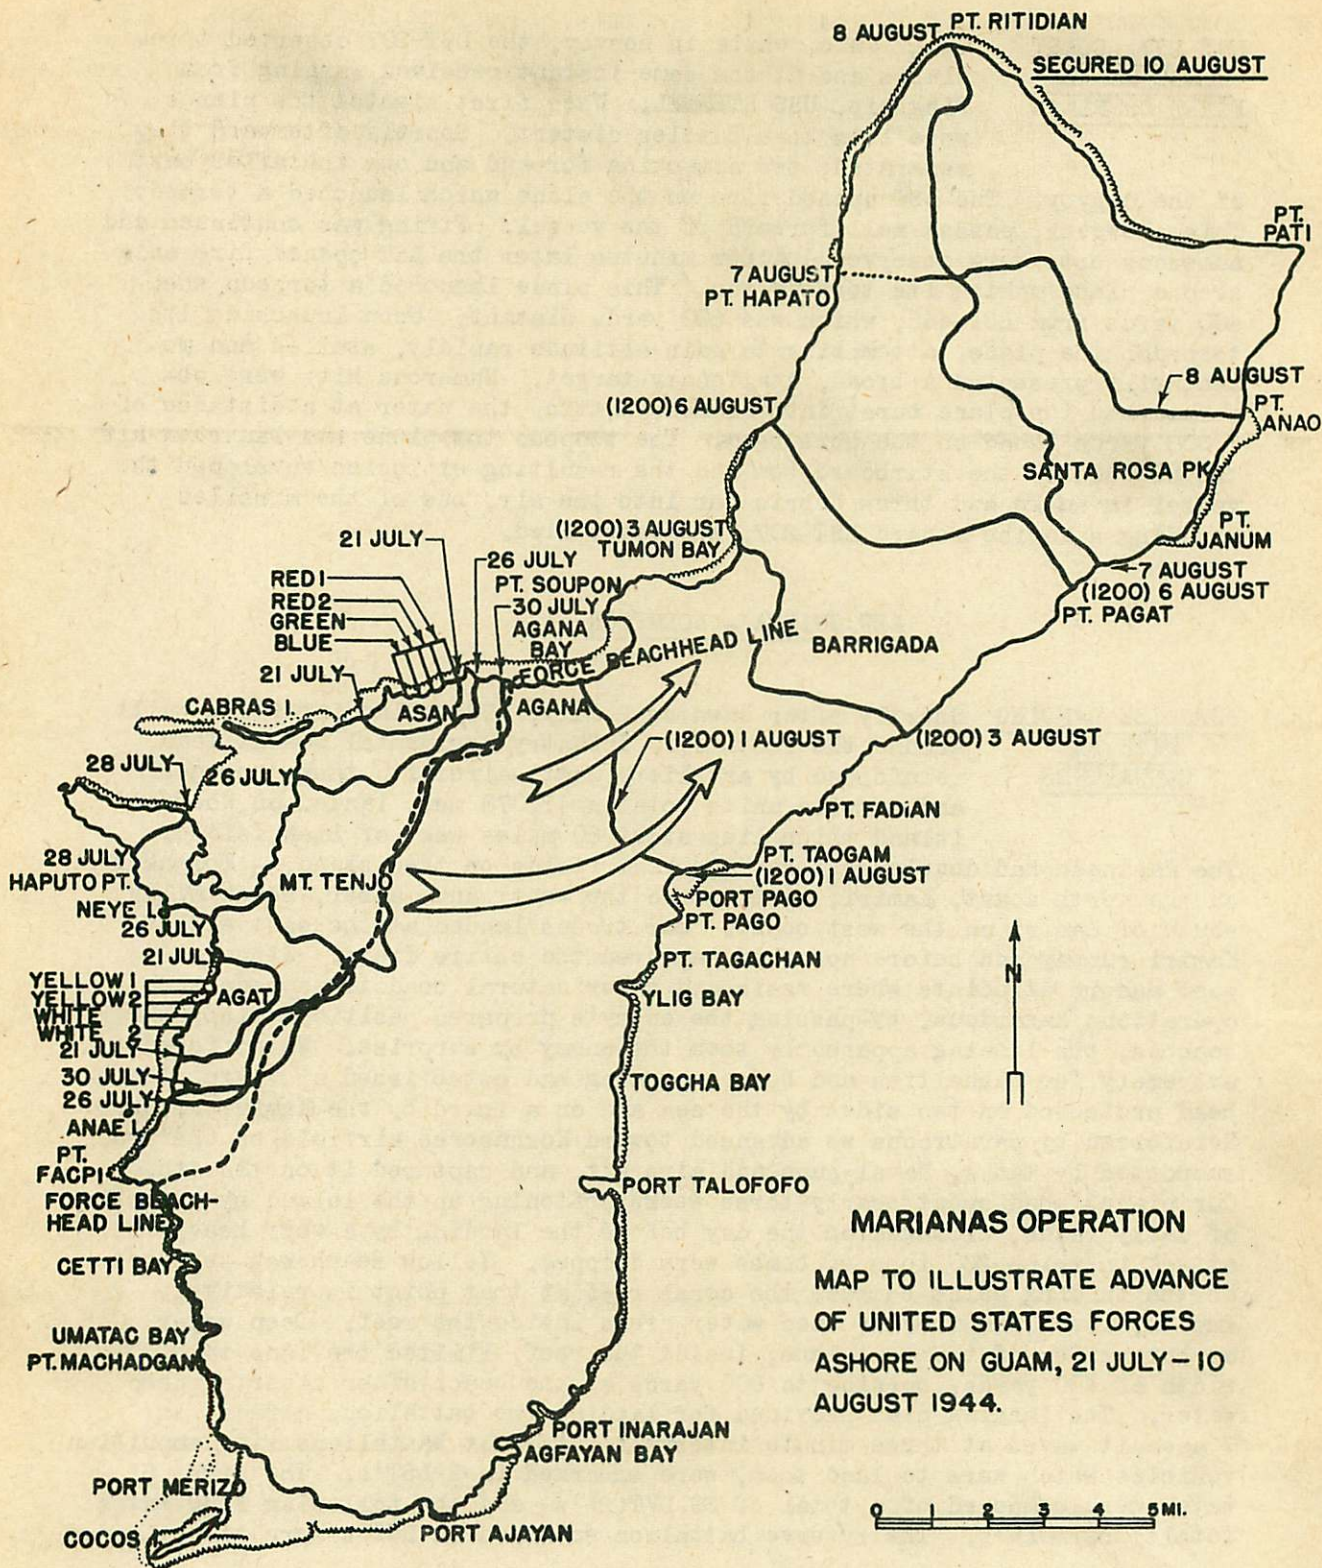 8 AUGUST
PT. RITIDIAN
SECURED 10 AUGUST
PT.
PATI
7 AUGUST
PT. HAPATO
8 AUGUST
PT.
ANAO
(1200) 6 AUGUST
SANTA ROSA PK.
PT.
JANUM
(1200) 3 AUGUST
TUMON BAY
7 AUGUST
(1200) 6 AUGUST
PT. PAGAT
21 JULY
26 JULY
PT. SOUPON
30 JULY
AGANA
BAY
RED 1
RED 2
GREEN
BLUE
FORCE BEACHHEAD LINE
BARRIGADA
21 JULY
CABRAS I.
ASAN
AGANA
(1200) 1 AUGUST
(1200) 3 AUGUST
28 JULY
26 JULY
PT. FADiAN
28 JULY
HAPUTO PT.
MT. TENJO
PT. TAOGAM
(1200) 1 AUGUST
PORT PAGO
PT. PAGO
NEYE I.
26 JULY
21 JULY
PT. TAGACHAN
YELLOW 1
YELLOW 2
WHITE 1
WHITE 2
AGAT
YLIG BAY
N
21 JULY
30 JULY
26 JULY
TOGCHA BAY
ANAE I.
PT.
FACPI
FORCE BEACH-
HEAD LINE
PORT TALOFOFO
CETTI BAY
UMATAC BAY
PT. MACHADGAN
MARIANAS OPERATION
MAP TO ILLUSTRATE ADVANCE
OF UNITED STATES FORCES
ASHORE ON GUAM, 21 JULY-10
AUGUST 1944.
PORT INARAJAN
AGFAYAN BAY
PORT MERIZO
COCOS I.
PORT AJAYAN
0 1 2 3 4 5 MI.